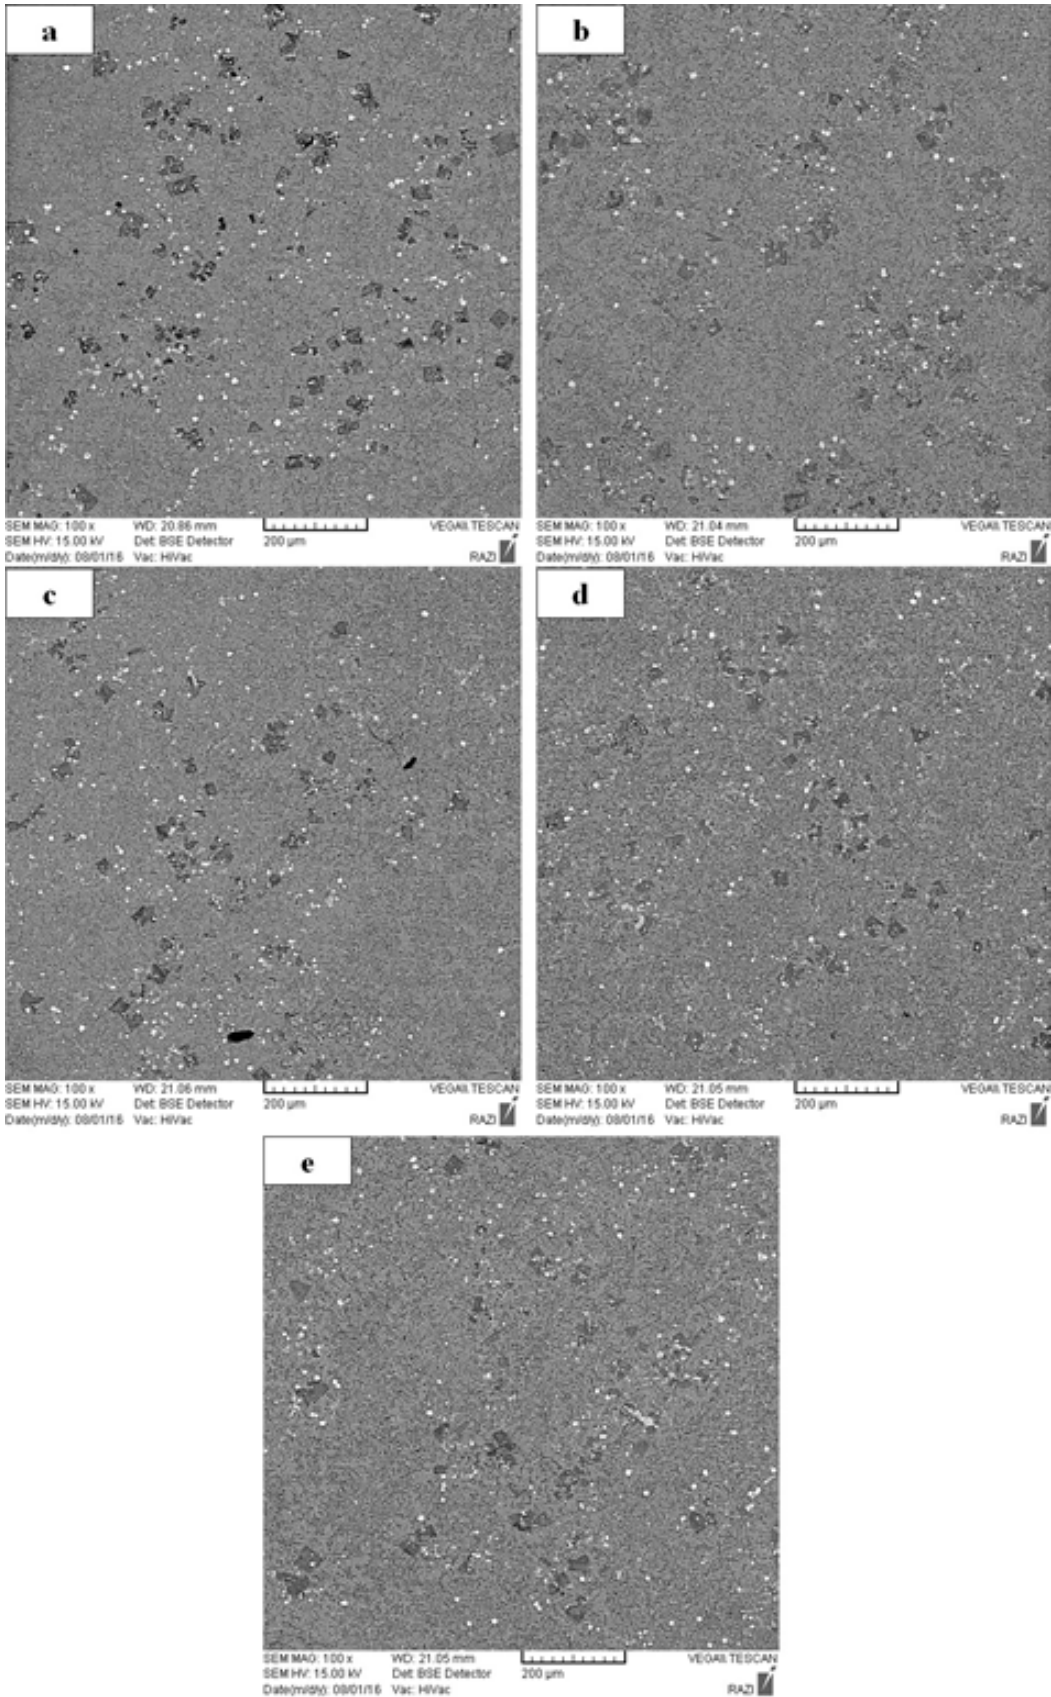 a
b
SEM MAG: 100 x WD: 20.86 mm
SEM HV: 15.00 kV Det: BSE Detector 200 µm VEGA\\ TESCAN
Date(m/d/y): 08/01/16 Vac: HiVac RAZI
SEM MAG: 100 x WD: 21.04 mm
SEM HV: 15.00 kV Det: BSE Detector 200 µm VEGA\\ TESCAN
Date(m/d/y): 08/01/16 Vac: HiVac RAZI
c
d
SEM MAG: 100 x WD: 21.06 mm
SEM HV: 15.00 kV Det: BSE Detector 200 µm VEGA\\ TESCAN
Date(m/d/y): 08/01/16 Vac: HiVac RAZI
SEM MAG: 100 x WD: 21.05 mm
SEM HV: 15.00 kV Det: BSE Detector 200 µm VEGA\\ TESCAN
Date(m/d/y): 08/01/16 Vac: HiVac RAZI
e
SEM MAG: 100 x WD: 21.05 mm
SEM HV: 15.00 kV Det: BSE Detector 200 µm VEGA\\ TESCAN
Date(m/d/y): 08/01/16 Vac: HiVac RAZI